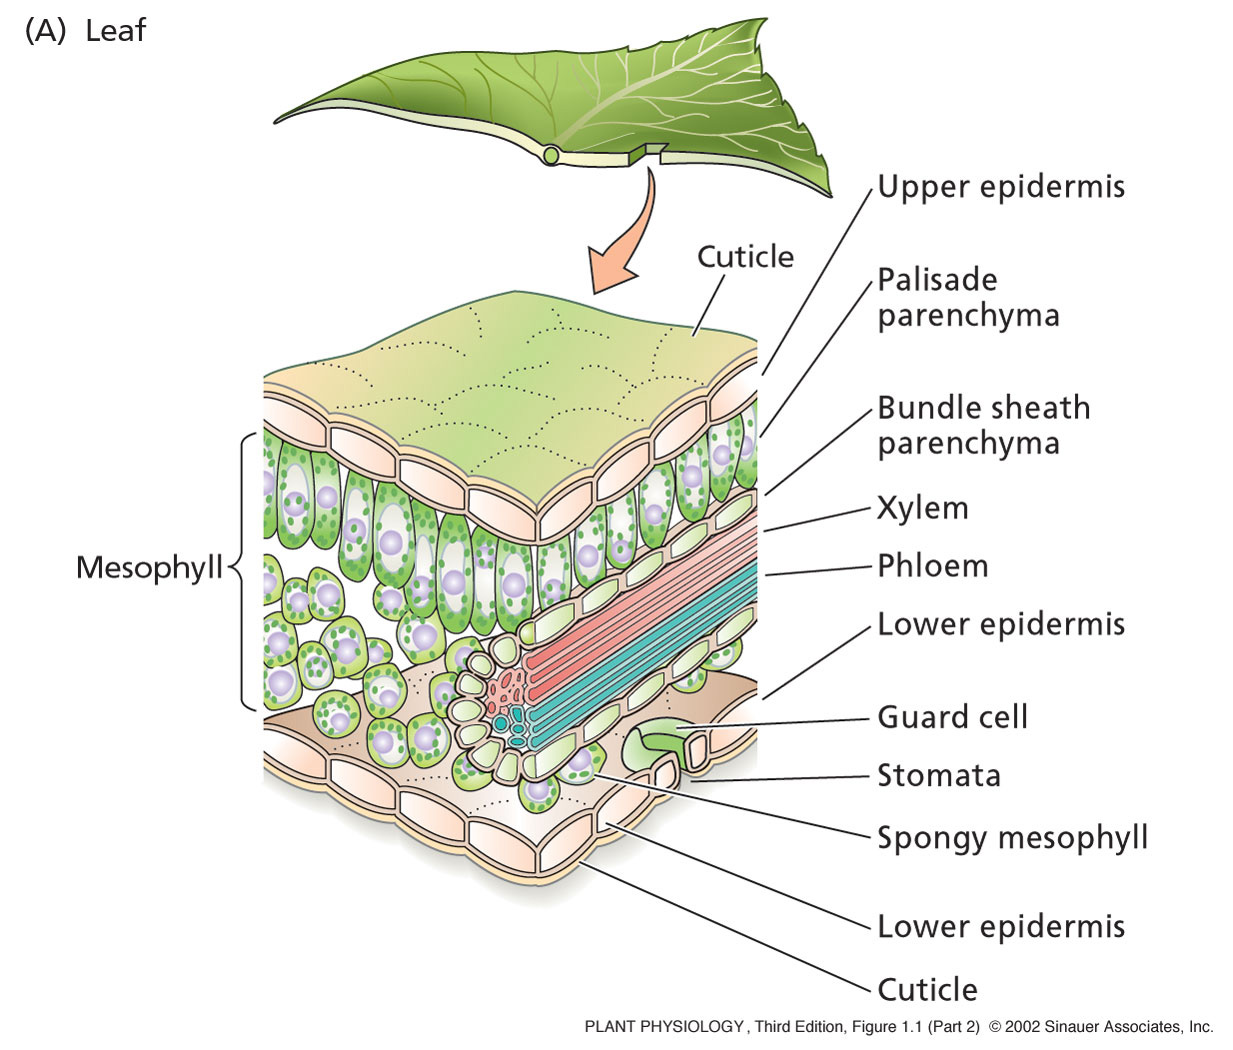 (A) Leaf
Upper epidermis
Cuticle
Palisade
parenchyma
Bundle sheath
parenchyma
Xylem
Mesophyll
Phloem
Lower epidermis
Guard cell
Stomata
Spongy mesophyll
Lower epidermis
Cuticle
PLANT PHYSIOLOGY, Third Edition, Figure 1.1 (Part 2) © 2002 Sinauer Associates, Inc.